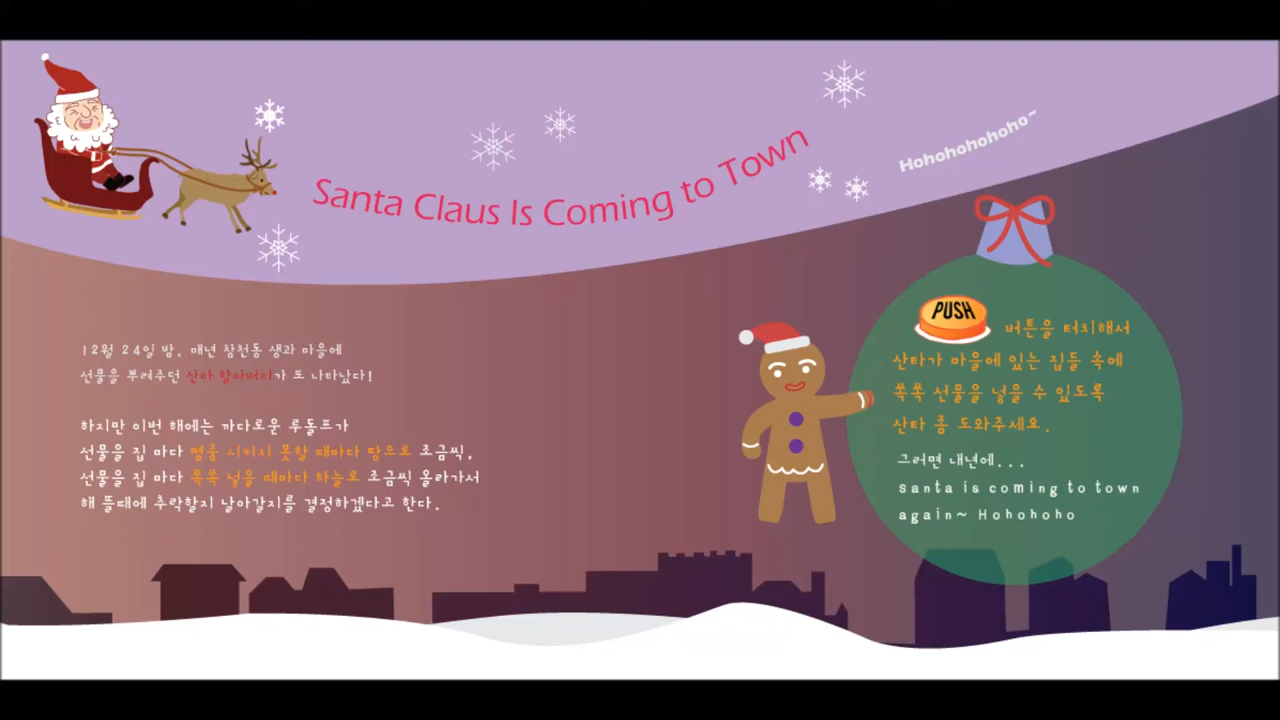 Santa Claus Is Coming to Town
Hohohohohoho~
12월 24일 밤, 매년 창천동 생과 마을에
선물을 뿌려주던 산타 할아버지가 또 나타났다!
하지만 이번 해에는 까다로운 루돌프가
선물을 집 마다 명중 시키지 못할 때마다 땅으로 조금씩,
선물을 집 마다 쏙쏙 넣을 때마다 하늘로 조금씩 올라가서
해 뜰때에 추락할지 날아갈지를 결정하겠다고 한다.
PUSH 버튼을 터치해서
산타가 마을에 있는 집들 속에
쏙쏙 선물을 넣을 수 있도록
산타 좀 도와주세요.
그러면 내년에...
santa is coming to town
again~ Hohohoho